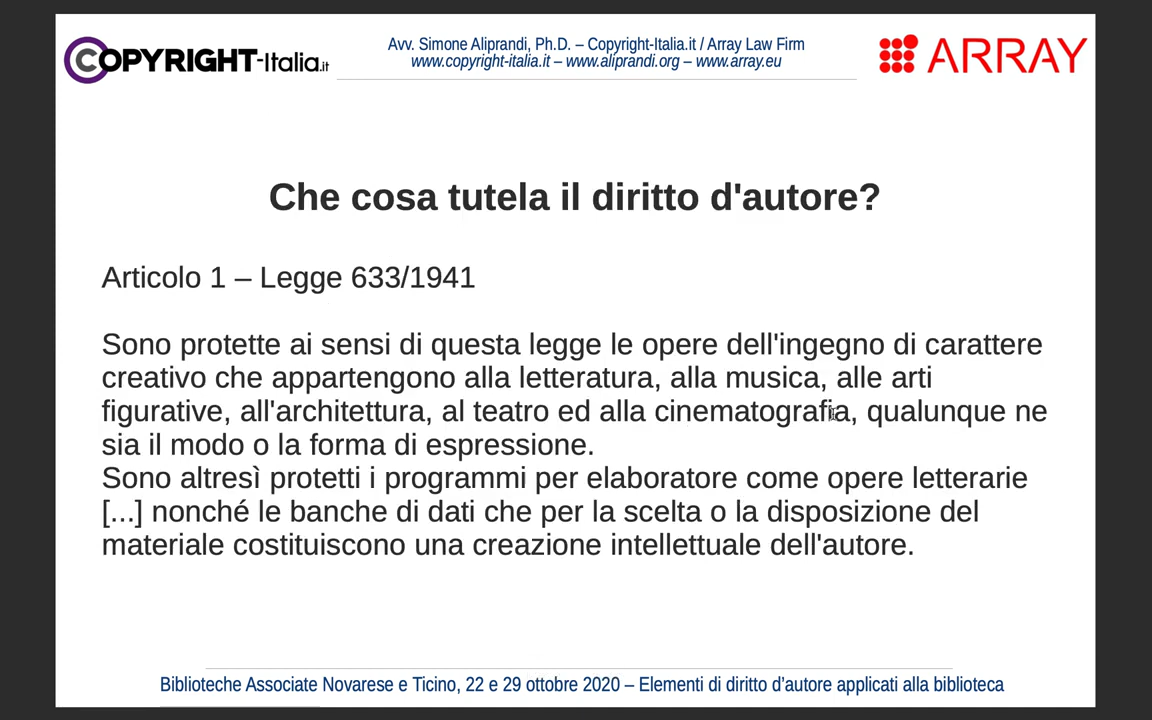 COPYRIGHT-Italia.it
Avv. Simone Aliprandi, Ph.D. – Copyright-Italia.it / Array Law Firm
www.copyright-italia.it – www.aliprandi.org – www.array.eu
ARRAY
Che cosa tutela il diritto d'autore?
Articolo 1 – Legge 633/1941
Sono protette ai sensi di questa legge le opere dell'ingegno di carattere
creativo che appartengono alla letteratura, alla musica, alle arti
figurative, all'architettura, al teatro ed alla cinematografia, qualunque ne
sia il modo o la forma di espressione.
Sono altresì protetti i programmi per elaboratore come opere letterarie
[...] nonché le banche di dati che per la scelta o la disposizione del
materiale costituiscono una creazione intellettuale dell'autore.
Biblioteche Associate Novarese e Ticino, 22 e 29 ottobre 2020 – Elementi di diritto d’autore applicati alla biblioteca